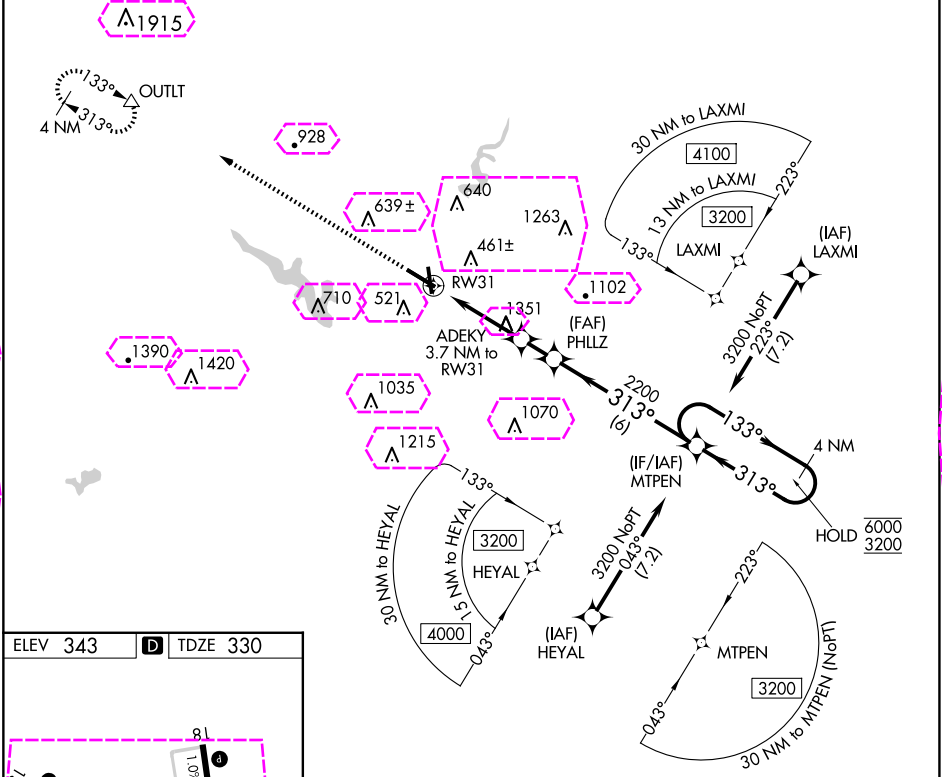 1915
133°
OUTLT
313°
4 NM
928
30 NM to LAXMI
4100
13 NM to LAXMI
3200
223°
133°
LAXMI
640
639 ±
1263
461±
RW31
(IAF)
LAXMI
710
521
1102
1351
ADEKY
3.7 NM to
RW31
(FAF)
PHLLZ
3200 NoPT
223°
(7.2)
1390
1420
1035
1070
1215
2200
313°
(6)
133°
4 NM
313°
(IF/IAF)
MTPEN
HOLD 6000
3200
133°
30 NM to HEYAL
15 NM to HEYAL
3200
HEYAL
4000
043°
3200 NoPT
043°
(7.2)
(IAF)
HEYAL
223°
MTPEN
3200
043°
30 NM to MTPEN (NoPT)
ELEV 343
D
TDZE 330
18
P